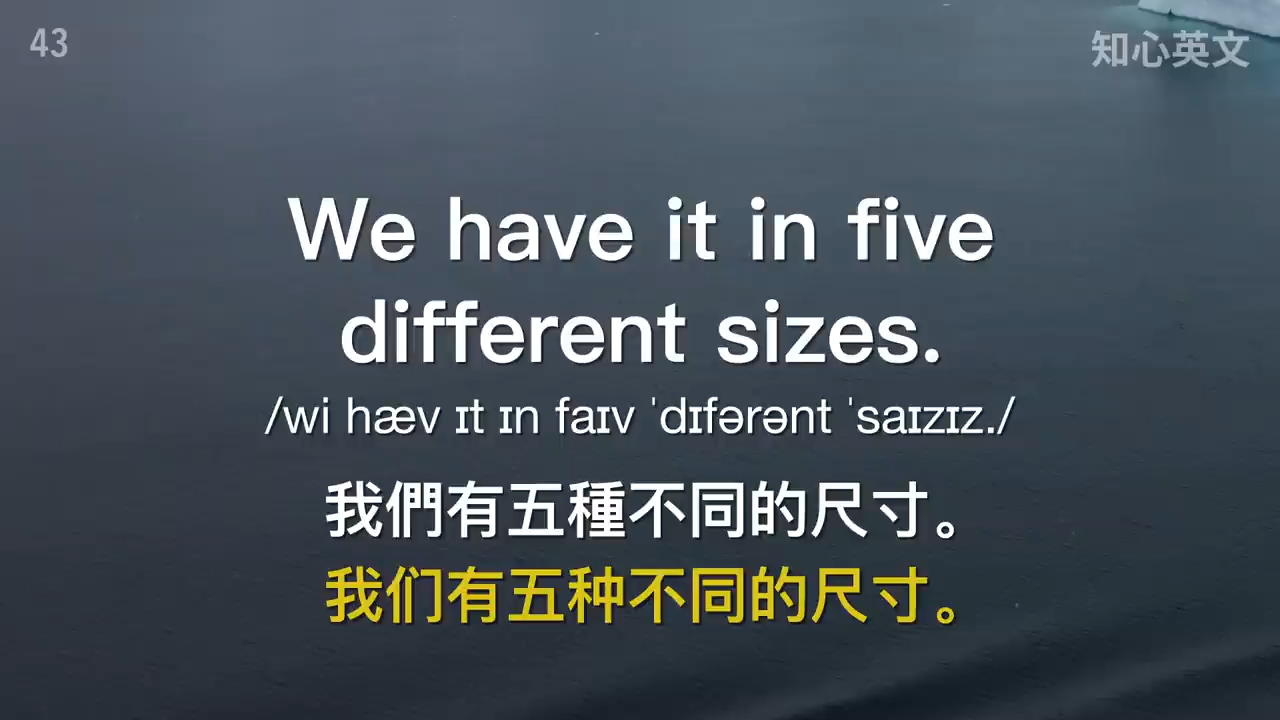 43
知心英文
We have it in five
different sizes.
/wi hæv ɪt ɪn faɪv ˈdɪfərənt ˈsaɪzɪz./
我們有五種不同的尺寸。
我们有五种不同的尺寸。